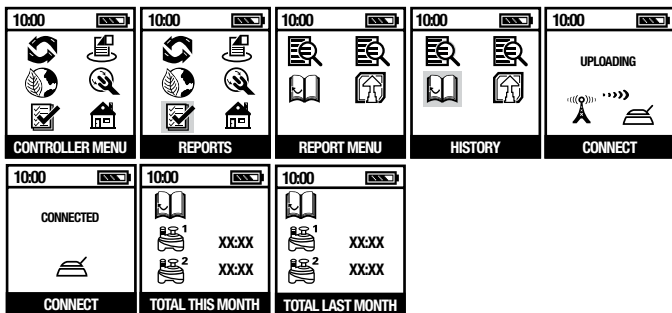 10:00
CONTROLLER MENU
10:00
REPORTS
10:00
REPORT MENU
10:00
HISTORY
10:00
UPLOADING
CONNECT
10:00
CONNECTED
CONNECT
10:00
1
XX:XX
2
XX:XX
TOTAL THIS MONTH
10:00
1
XX:XX
2
XX:XX
TOTAL LAST MONTH